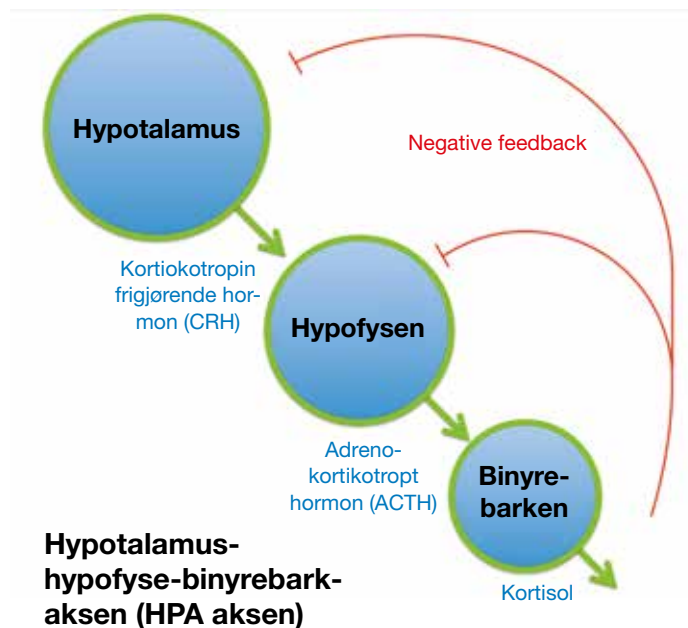 Hypotalamus
Negative feedback
Kortiokotropin
frigjørende hor-
mon (CRH)
Hypofysen
Adreno-
kortikotropt
hormon (ACTH)
Binyre-
barken
Kortisol
Hypotalamus-
hypofyse-binyrebark-
aksen (HPA aksen)